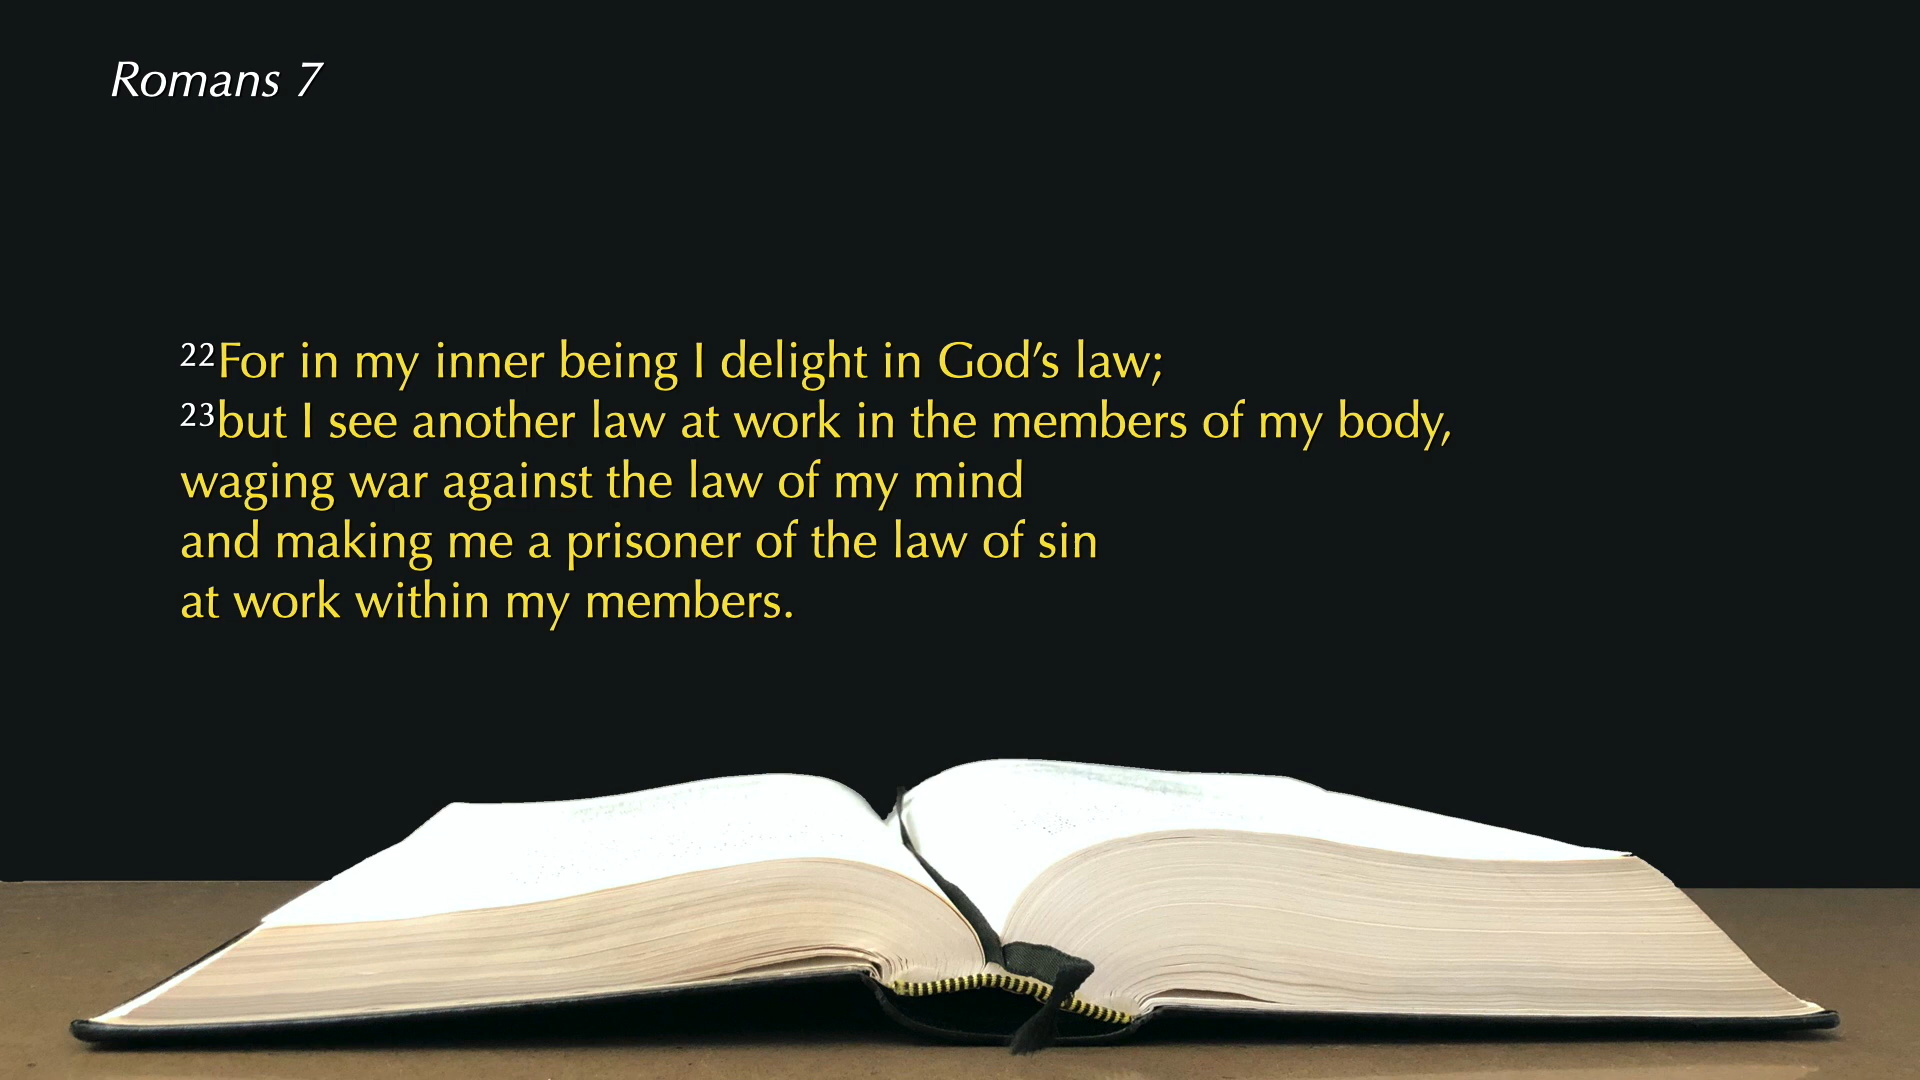 Romans 7
22For in my inner being I delight in God’s law;
23but I see another law at work in the members of my body,
waging war against the law of my mind
and making me a prisoner of the law of sin
at work within my members.